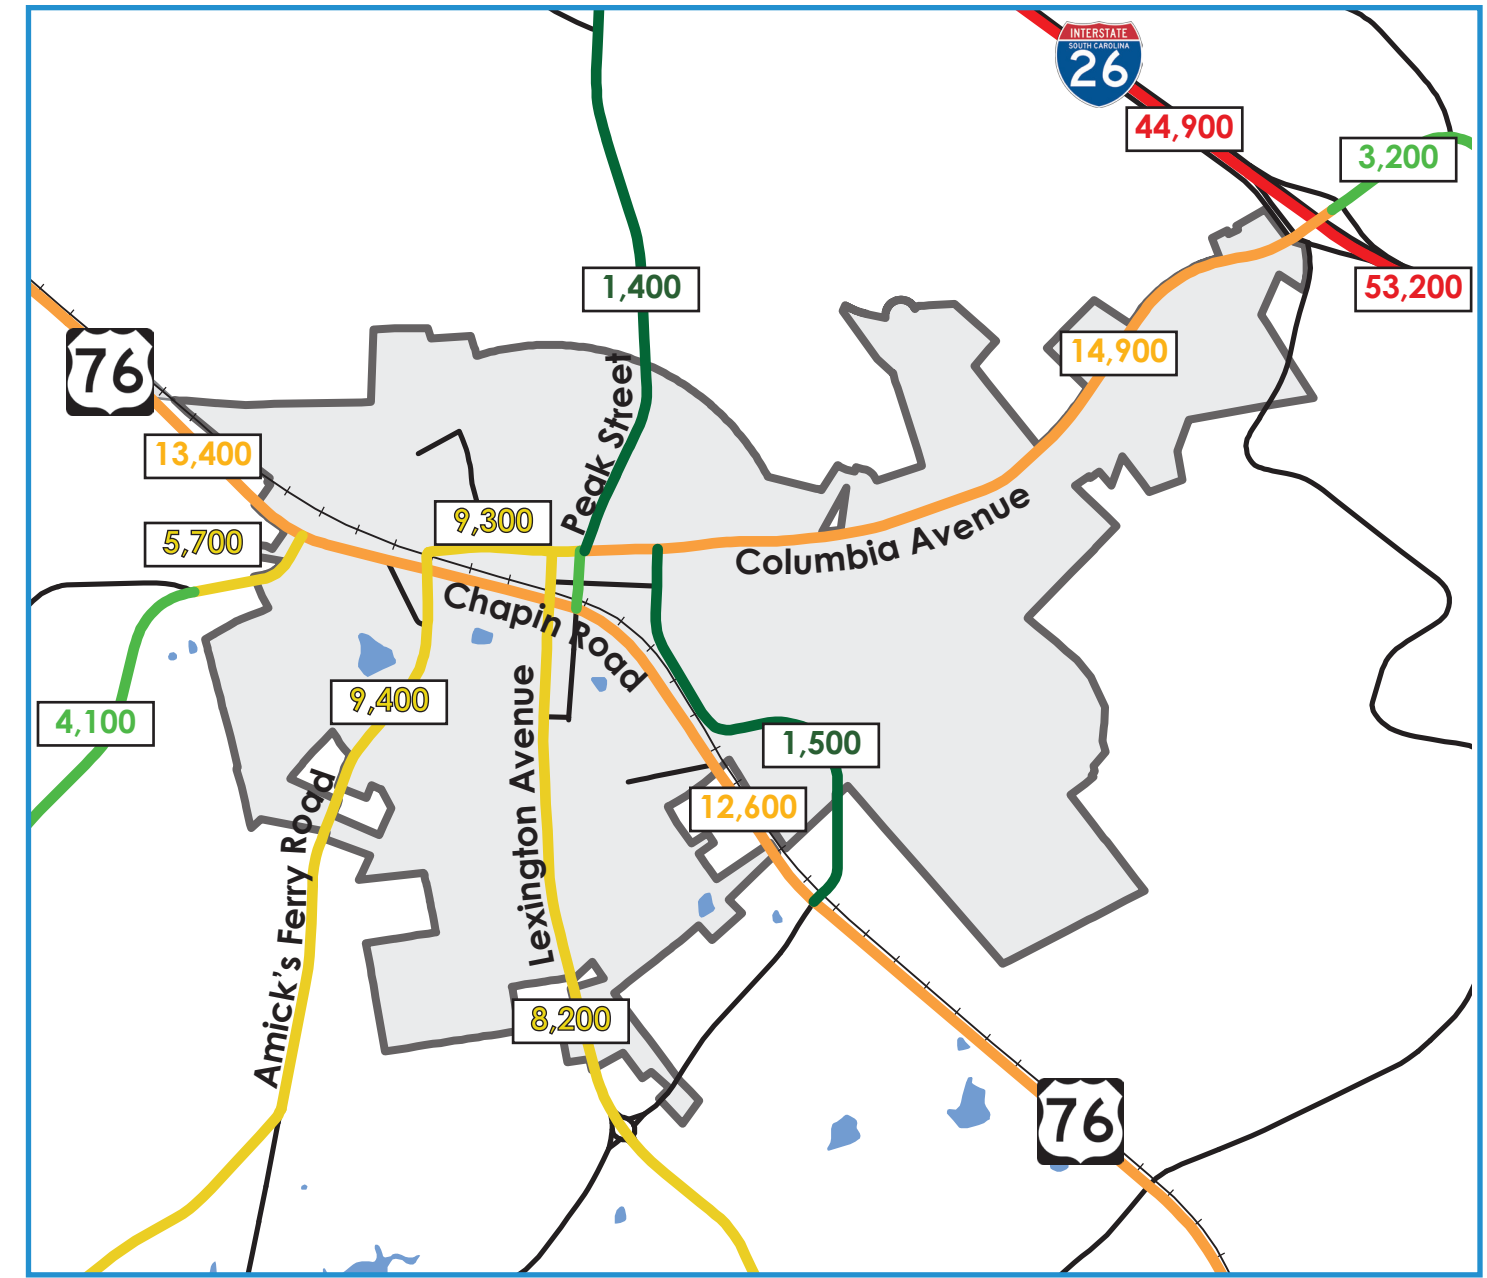 INTERSTATE
SOUTH CAROLINA
26
44,900
3,200
1,400
53,200
76
14,900
Peak Street
13,400
9,300
5,700
Columbia Avenue
Chapin Road
9,400
4,100
Lexington Avenue
1,500
12,600
Amick's Ferry Road
8,200
76